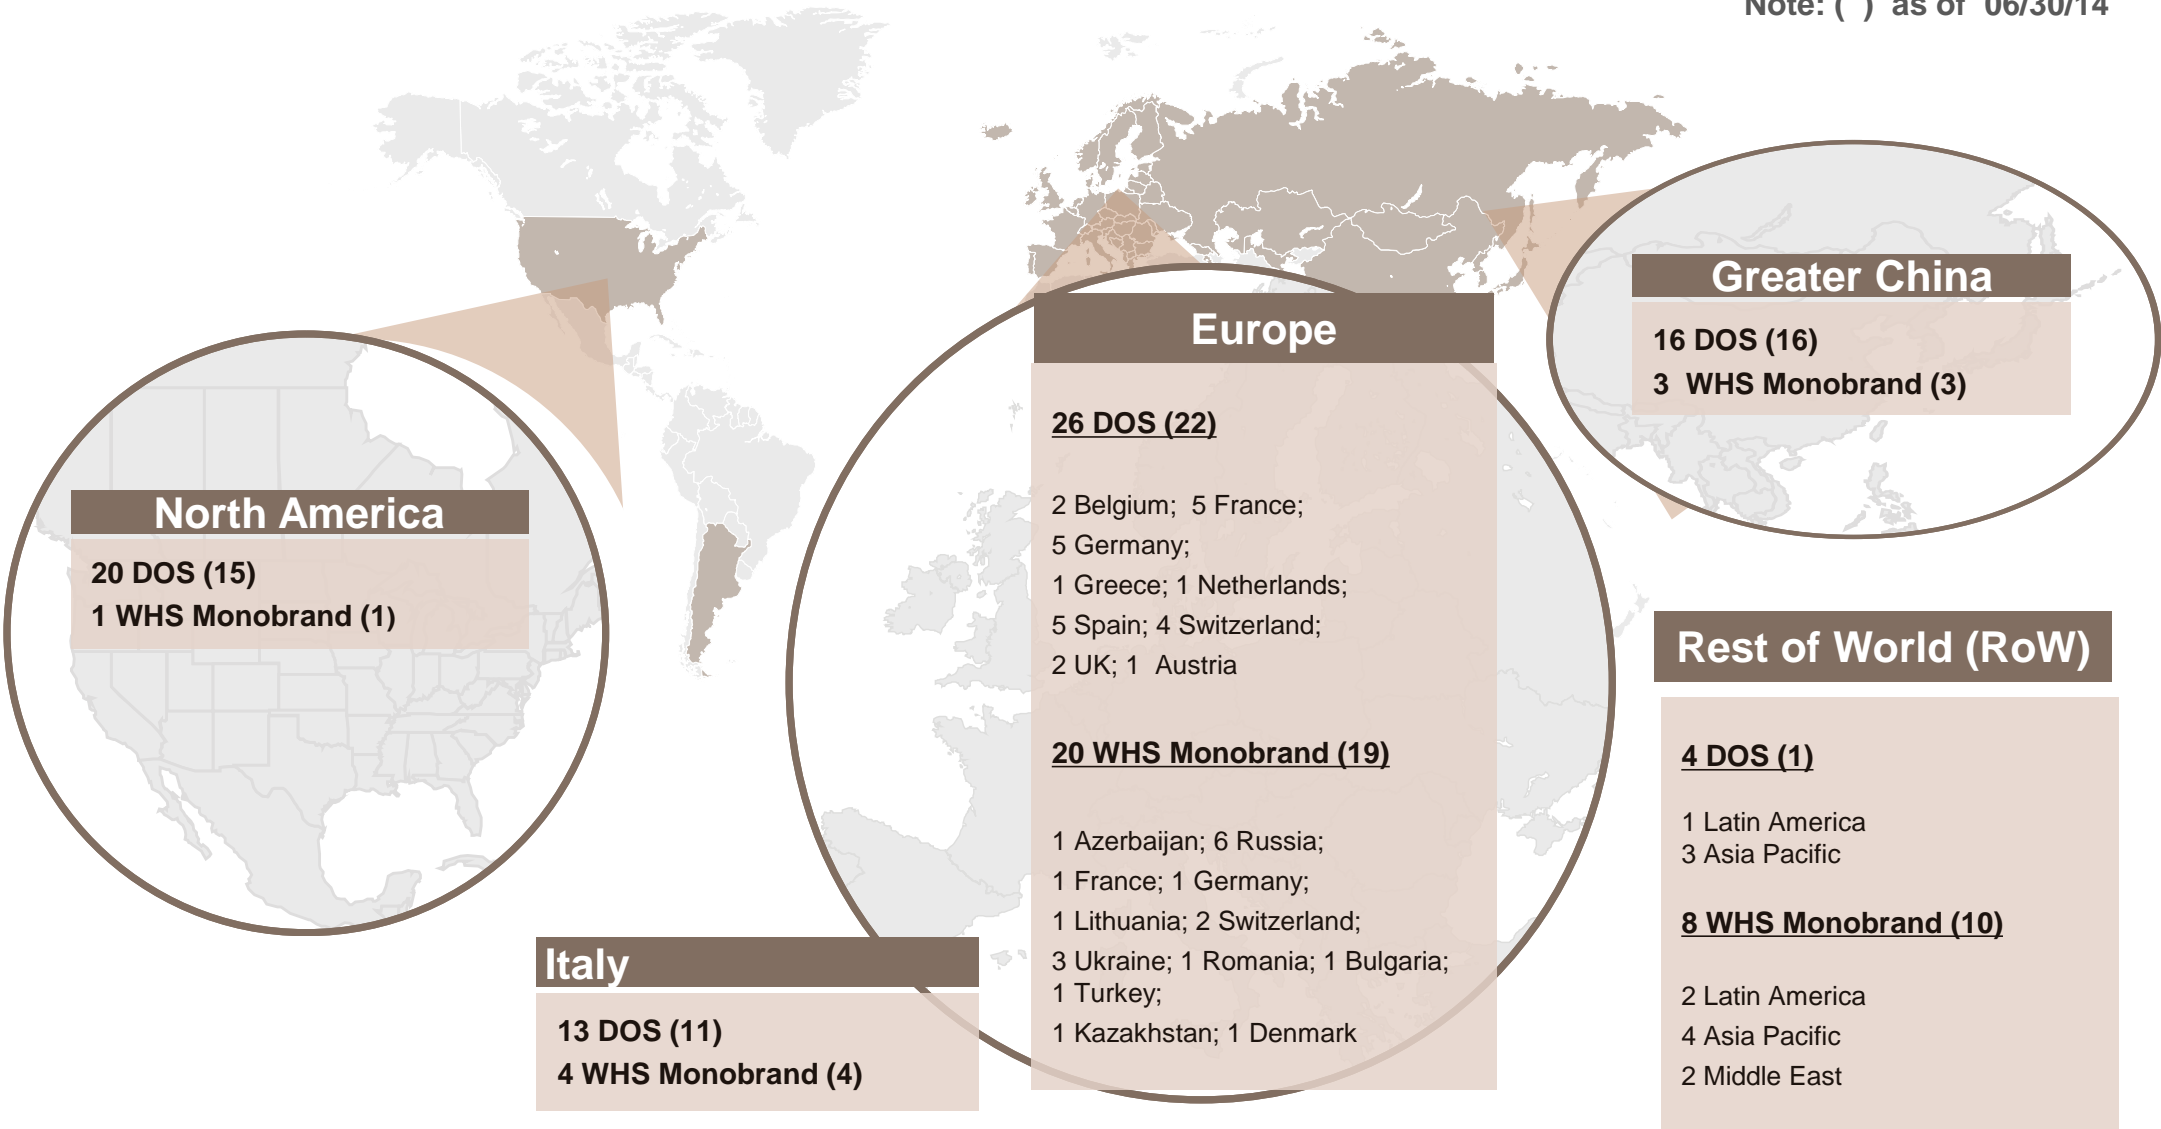 Note: ( ) as of 06/30/14
Greater China
16 DOS (16)
3 WHS Monobrand (3)
Europe
26 DOS (22)
2 Belgium; 5 France;
5 Germany;
1 Greece; 1 Netherlands;
5 Spain; 4 Switzerland;
2 UK; 1 Austria
20 WHS Monobrand (19)
1 Azerbaijan; 6 Russia;
1 France; 1 Germany;
1 Lithuania; 2 Switzerland;
3 Ukraine; 1 Romania; 1 Bulgaria;
1 Turkey;
1 Kazakhstan; 1 Denmark
North America
20 DOS (15)
1 WHS Monobrand (1)
Rest of World (RoW)
4 DOS (1)
1 Latin America
3 Asia Pacific
8 WHS Monobrand (10)
2 Latin America
4 Asia Pacific
2 Middle East
Italy
13 DOS (11)
4 WHS Monobrand (4)